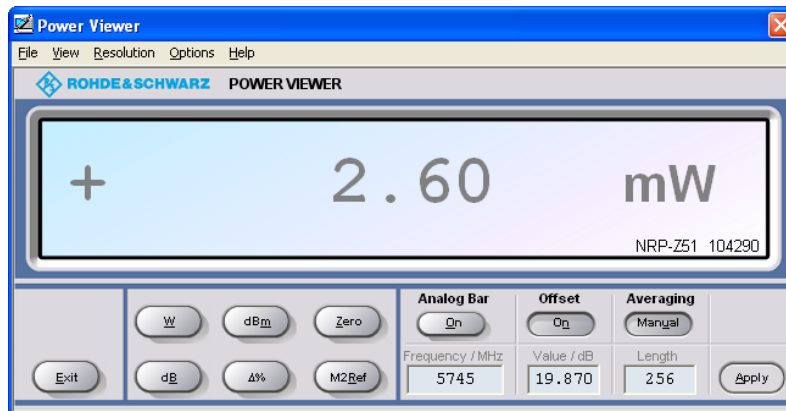 Power Viewer
File View Resolution Options Help
ROHDE&SCHWARZ POWER VIEWER
+ 2.60 mW
NRP-Z51 104290
Analog Bar Offset Averaging
W dBm Zero On On Manual
Frequency / MHz Value / dB Length
Exit dB Δ% M2Ref 5745 19.870 256 Apply